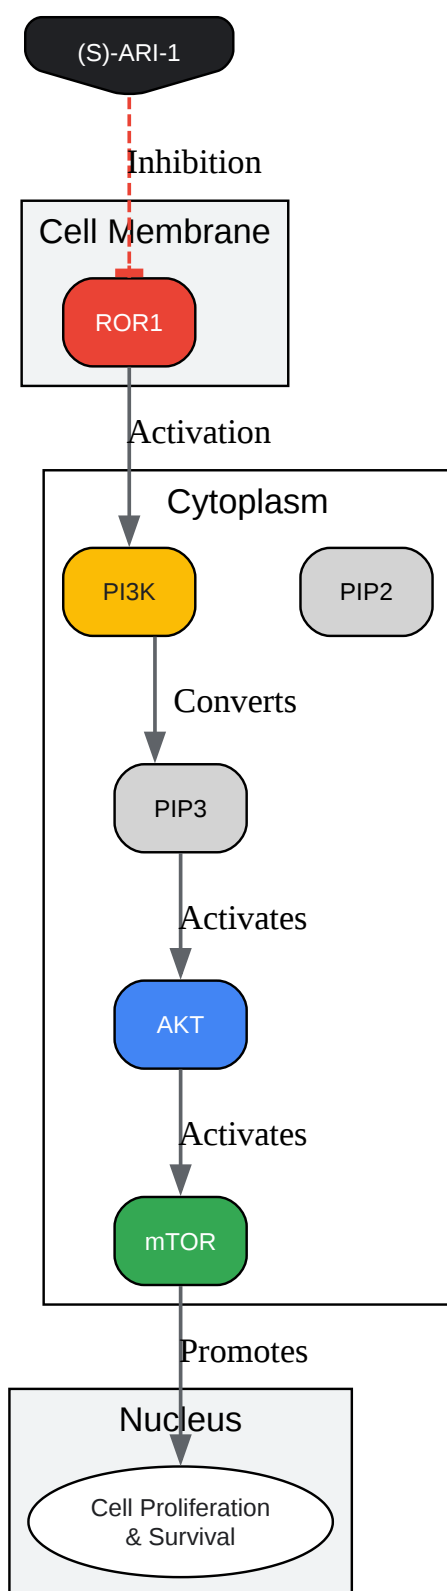 (S)-ARI-1
Inhibition
Cell Membrane
ROR1
Activation
Cytoplasm
PI3K
PIP2
Converts
PIP3
Activates
AKT
Activates
mTOR
Promotes
Nucleus
Cell Proliferation
& Survival